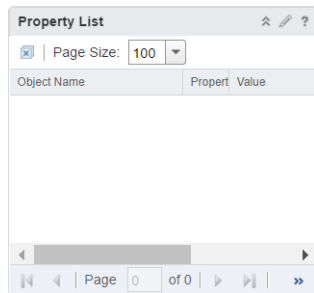 Property List ?
Page Size: 100
Object Name Propert Value
Page 0 of 0 »